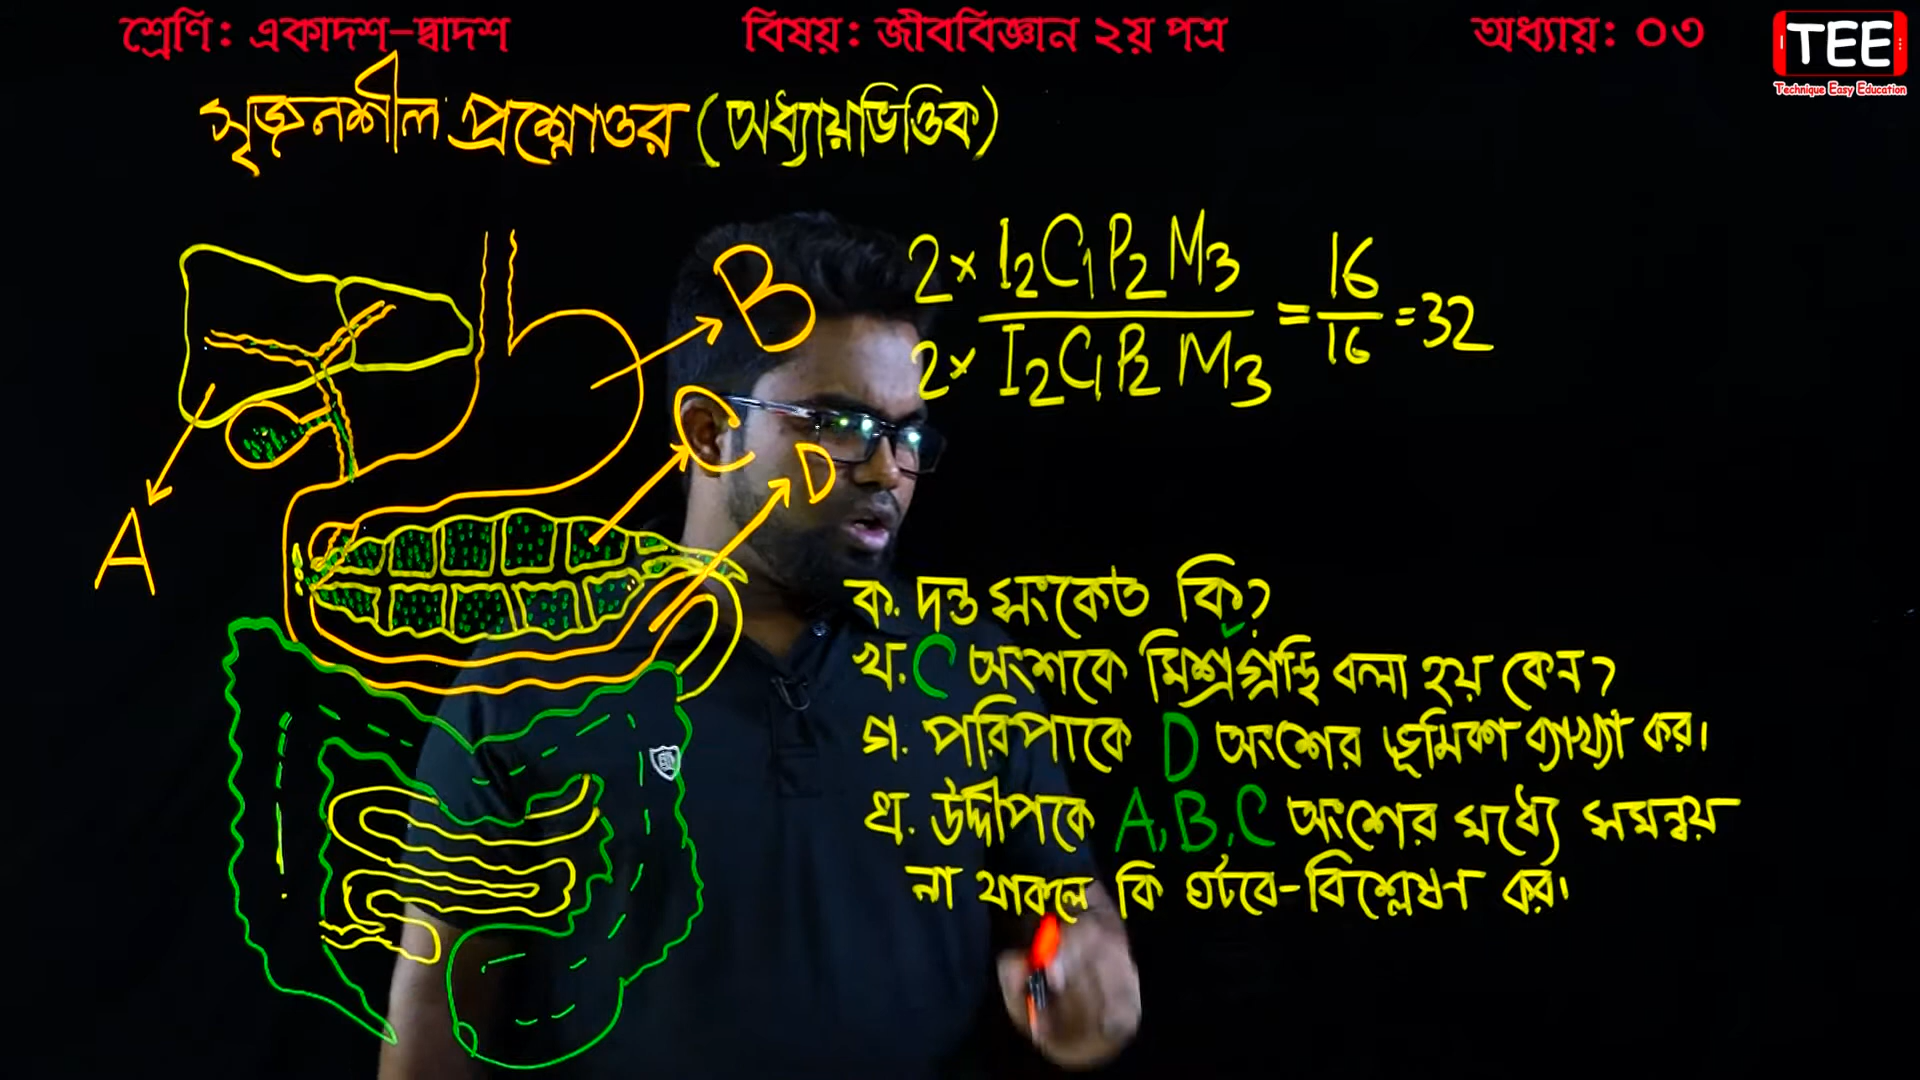 শ্রেণি: একাদশ-দ্বাদশ
বিষয়: জীববিজ্ঞান ২য় পত্র
অধ্যায়: ০৩
TEE
Technique Easy Education
সৃজনশীল প্রশ্নোত্তর (অধ্যায়ভিত্তিক)
2× I₂C₁P₂M₃
2× I₂C₁P₂M₃
= 16/16 = 32
B
C
D
A
ক. দন্ত সংকেত কি?
খ. C অংশকে মিশ্রগ্রন্থি বলা হয় কেন?
গ. পরিপাকে D অংশের ভূমিকা ব্যাখ্যা কর।
ঘ. উদ্দীপকে A, B, C অংশের মধ্যে সমন্বয়
না থাকলে কি ঘটবে-বিশ্লেষণ কর।